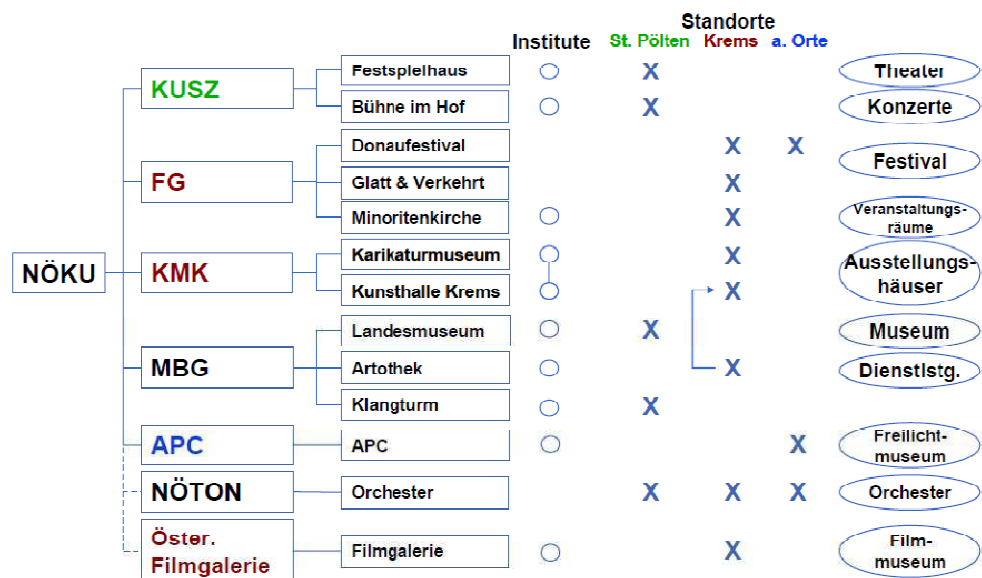 Standorte
Institute St. Pölten Krems a. Orte
KUSZ
Festspielhaus X Theater
Bühne im Hof X Konzerte
FG
Donaufestival X X Festival
Glatt & Verkehrt X
Minoritenkirche X Veranstaltungs-
räume
NÖKU
KMK
Karikaturmuseum X Ausstellungs-
häuser
Kunsthalle Krems X
MBG
Landesmuseum X Museum
Artothek X Dienstlstg.
Klangturm X
APC APC X Freilicht-
museum
NÖTON Orchester X X X Orchester
Öster.
Filmgalerie
Filmgalerie X Film-
museum